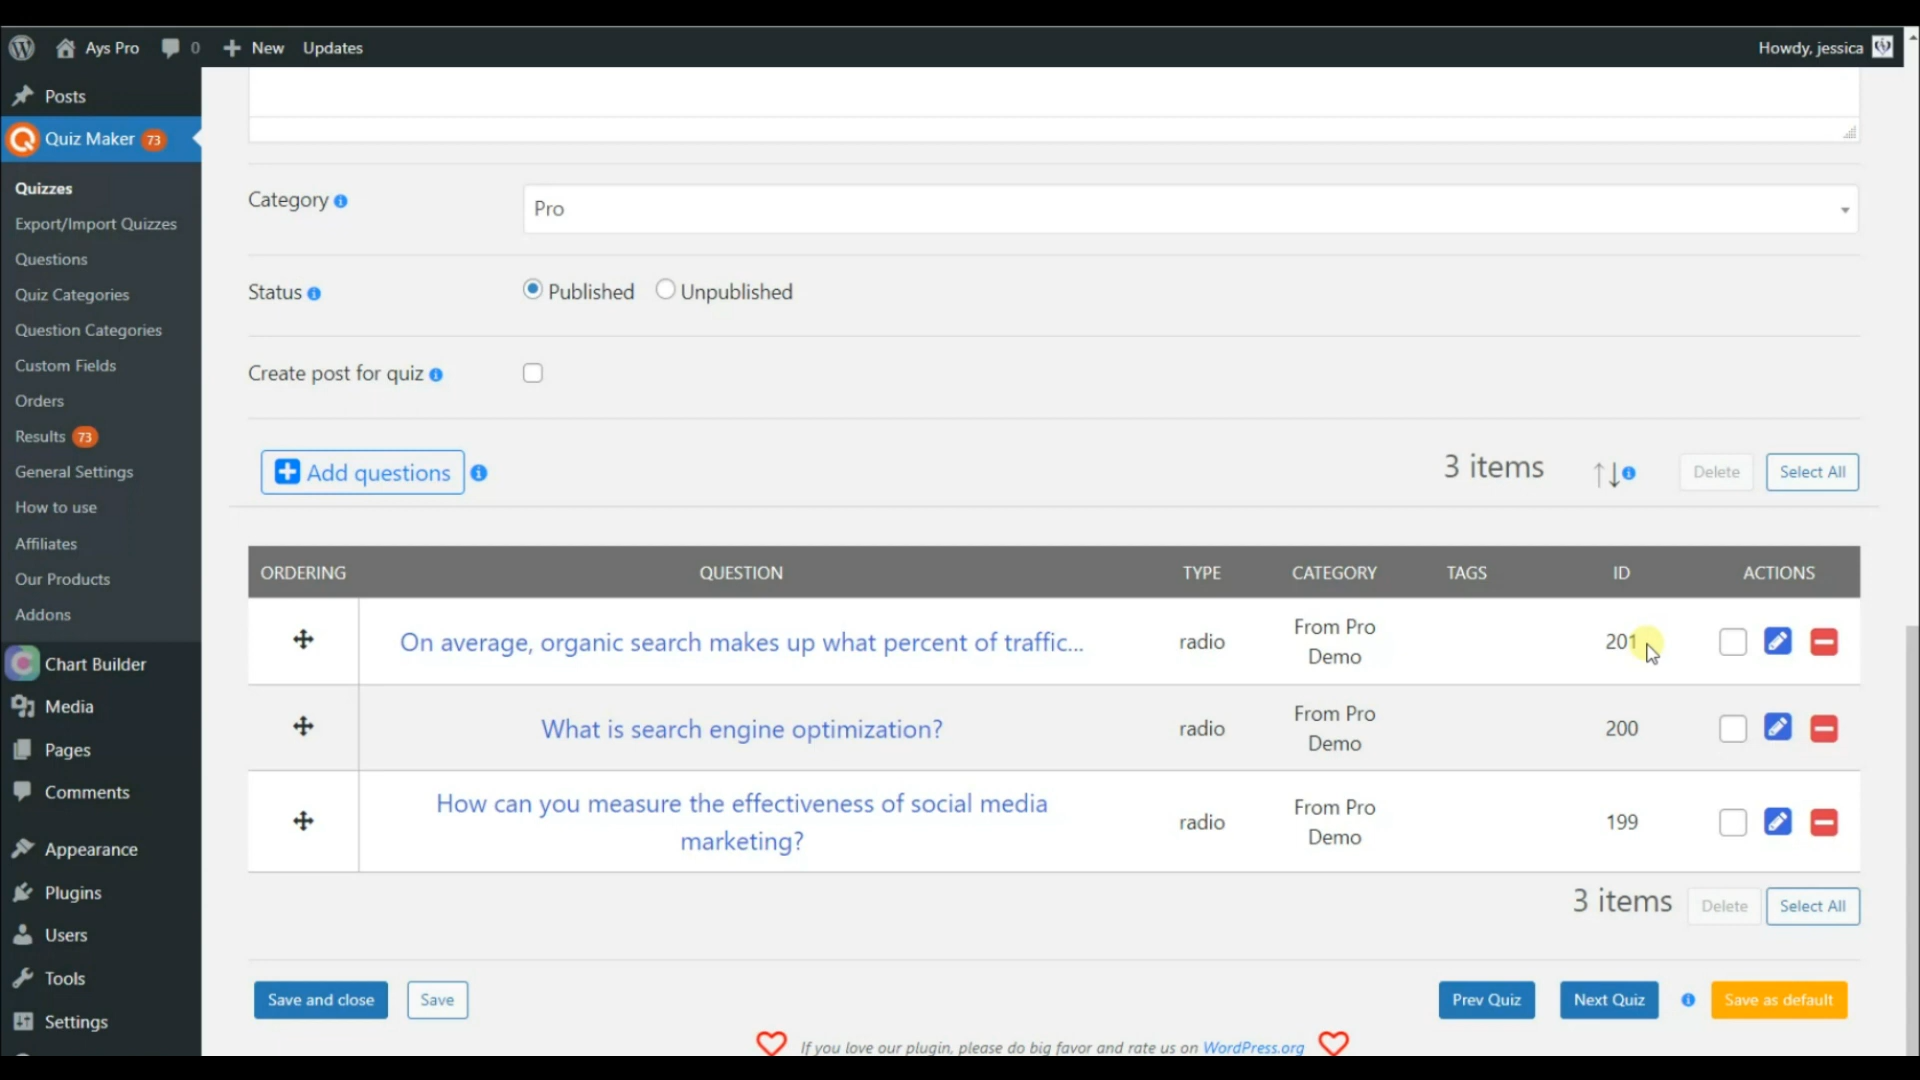 Ays Pro 0 New Updates Howdy, jessica
Posts
Quiz Maker 73
Quizzes
Export/Import Quizzes
Questions
Quiz Categories
Question Categories
Custom Fields
Orders
Results 73
General Settings
How to use
Affiliates
Our Products
Addons
Chart Builder
Media
Pages
Comments
Appearance
Plugins
Users
Tools
Settings
Category
Pro
Status
Published Unpublished
Create post for quiz
Add questions
3 items
Delete Select All
ORDERING QUESTION TYPE CATEGORY TAGS ID ACTIONS
On average, organic search makes up what percent of traffic... radio From Pro
Demo 201
What is search engine optimization? radio From Pro
Demo 200
How can you measure the effectiveness of social media
marketing? radio From Pro
Demo 199
3 items Delete Select All
Save and close Save Prev Quiz Next Quiz Save as default
If you love our plugin, please do big favor and rate us on WordPress.org